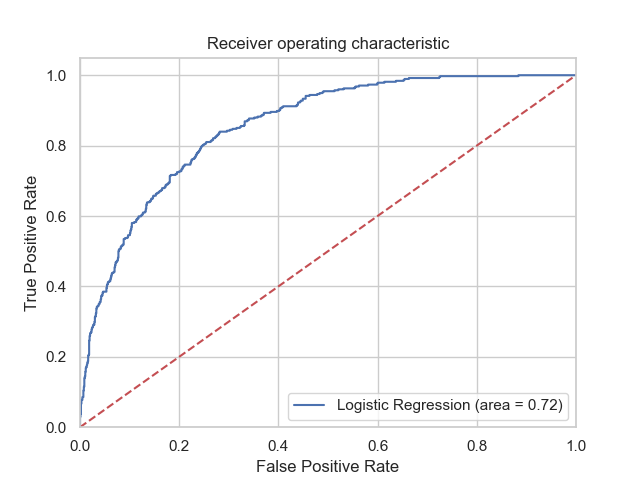 Receiver operating characteristic
1.0
0.8
0.6
0.4
0.2
0.0
True Positive Rate
Logistic Regression (area = 0.72)
0.0 0.2 0.4 0.6 0.8 1.0
False Positive Rate